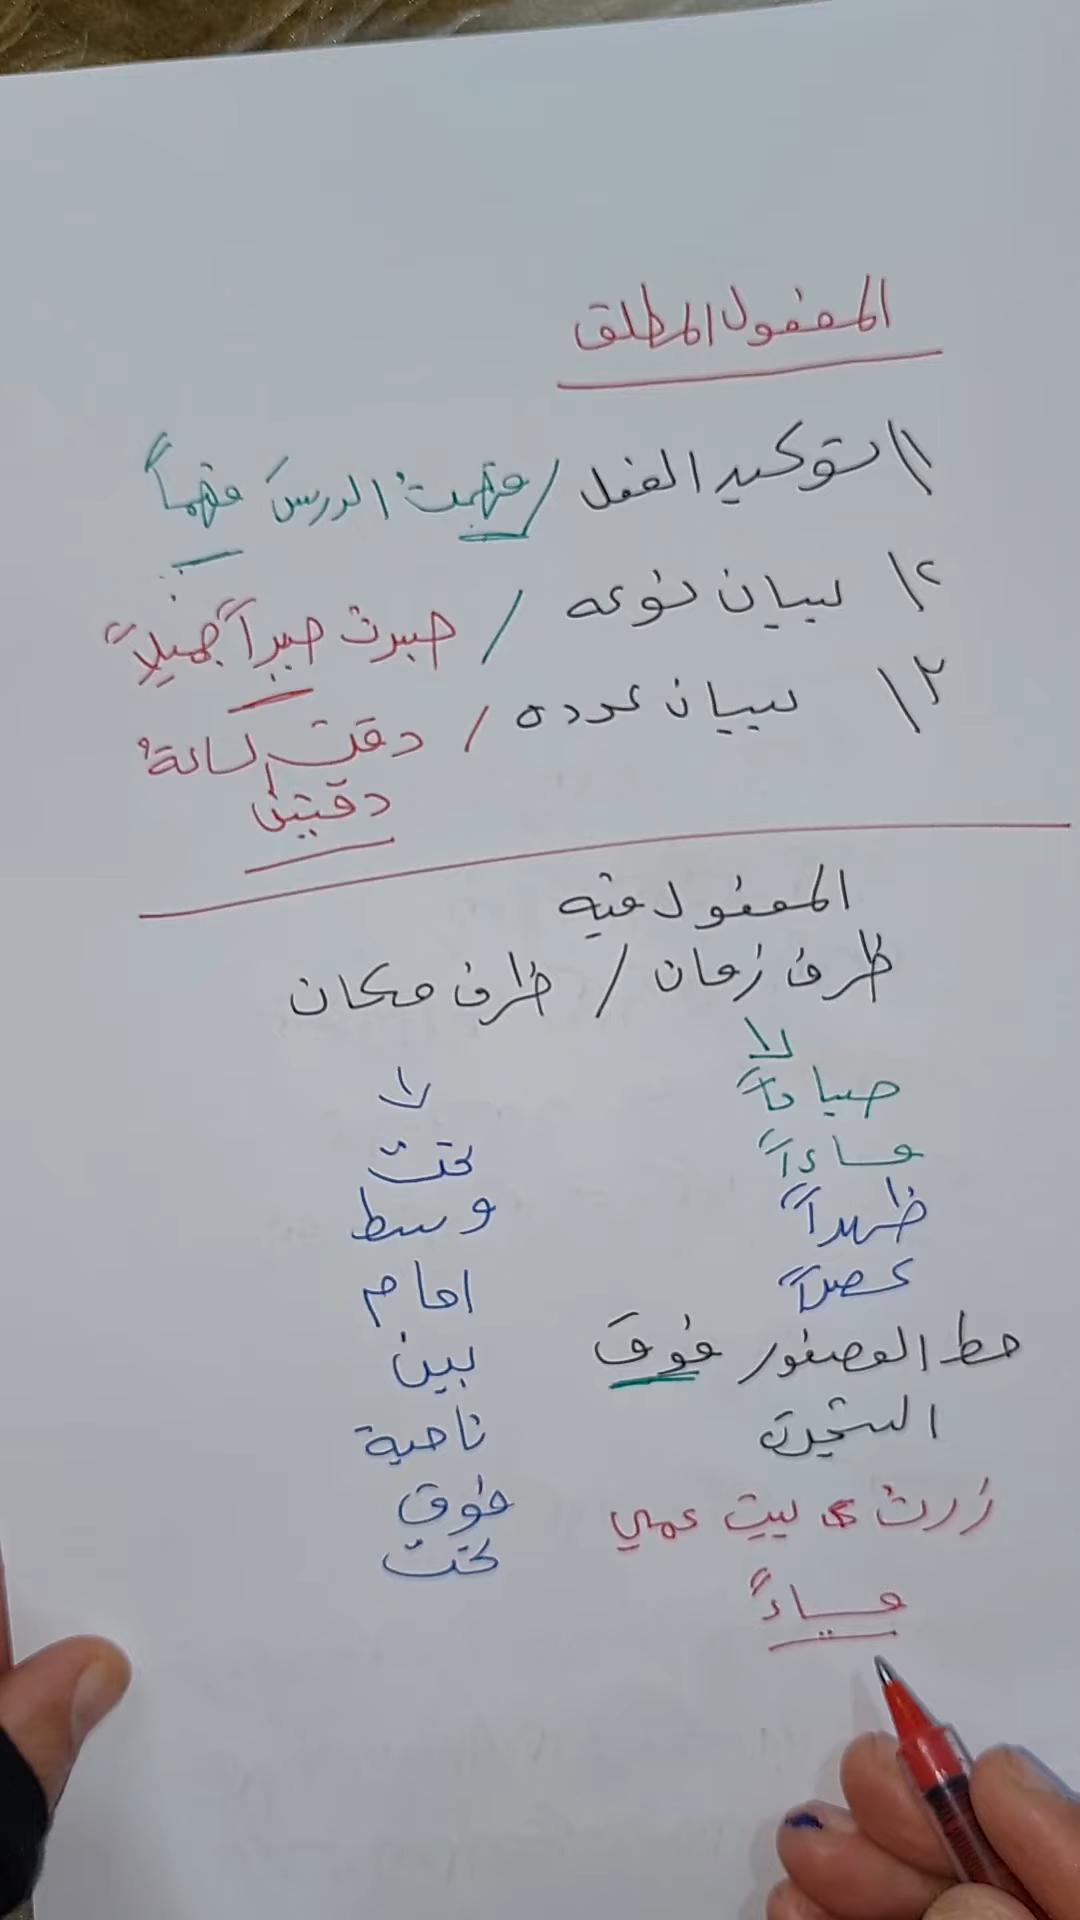 المفعول المطلق
١\ توكيد الفعل / فهمتُ الدرسَ فهماً
٢\ لبيان نوعه / صبرت صبراً جميلاً
٣\ لبيان عدده / دقت الساعةُ
دقتين
المفعول فيه
ظرف زمان / ظرف مكان
صباحاً
مساءاً
ظهراً
عصراً
تحت
وسط
امام
بين
ناحية
فوق
تحت
حط العصفور فوق
الشجرة
زرت بيت عمي
مساءً